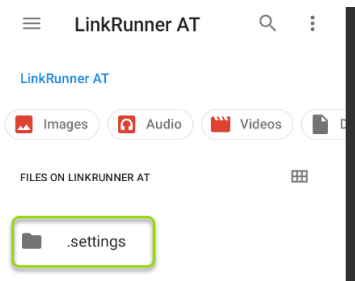 LinkRunner AT
LinkRunner AT
Images Audio Videos
FILES ON LINKRUNNER AT
.settings